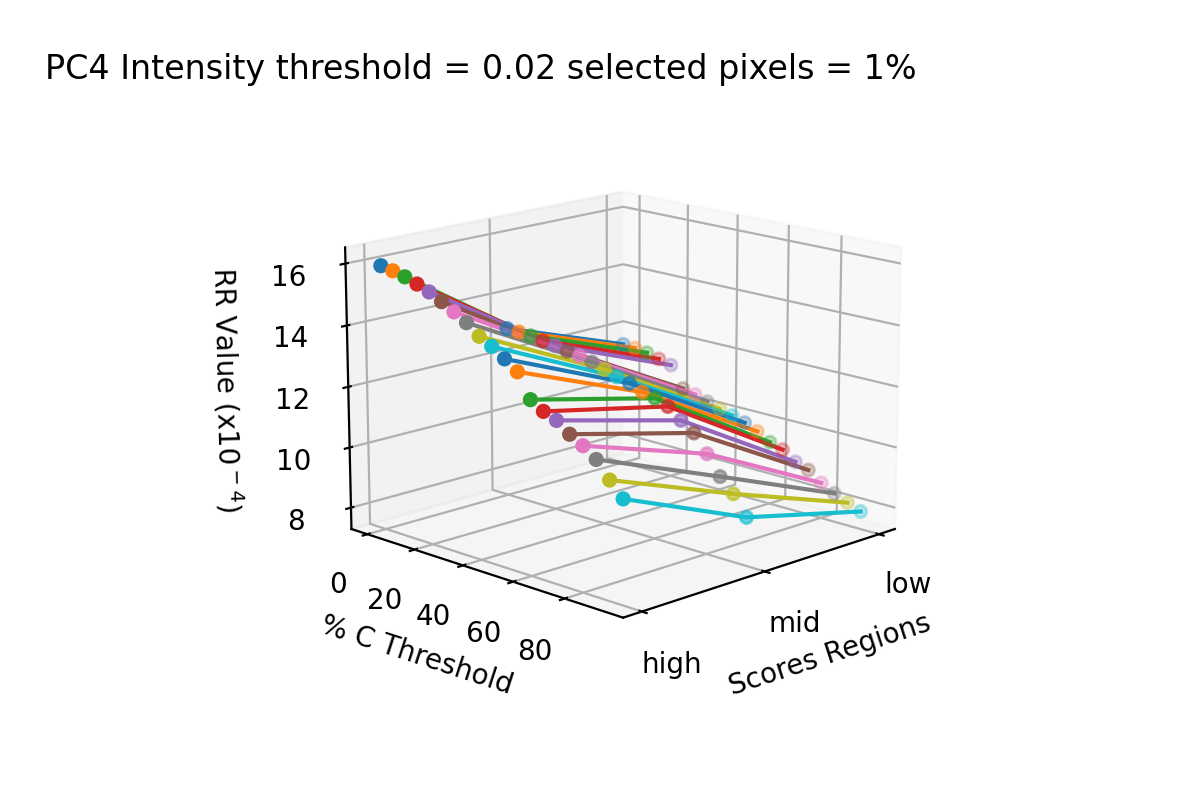 PC4 Intensity threshold = 0.02 selected pixels = 1%
RR Value (x10⁻⁴)
16
14
12
10
8
0
20
40
60
80
% C Threshold
low
mid
high
Scores Regions